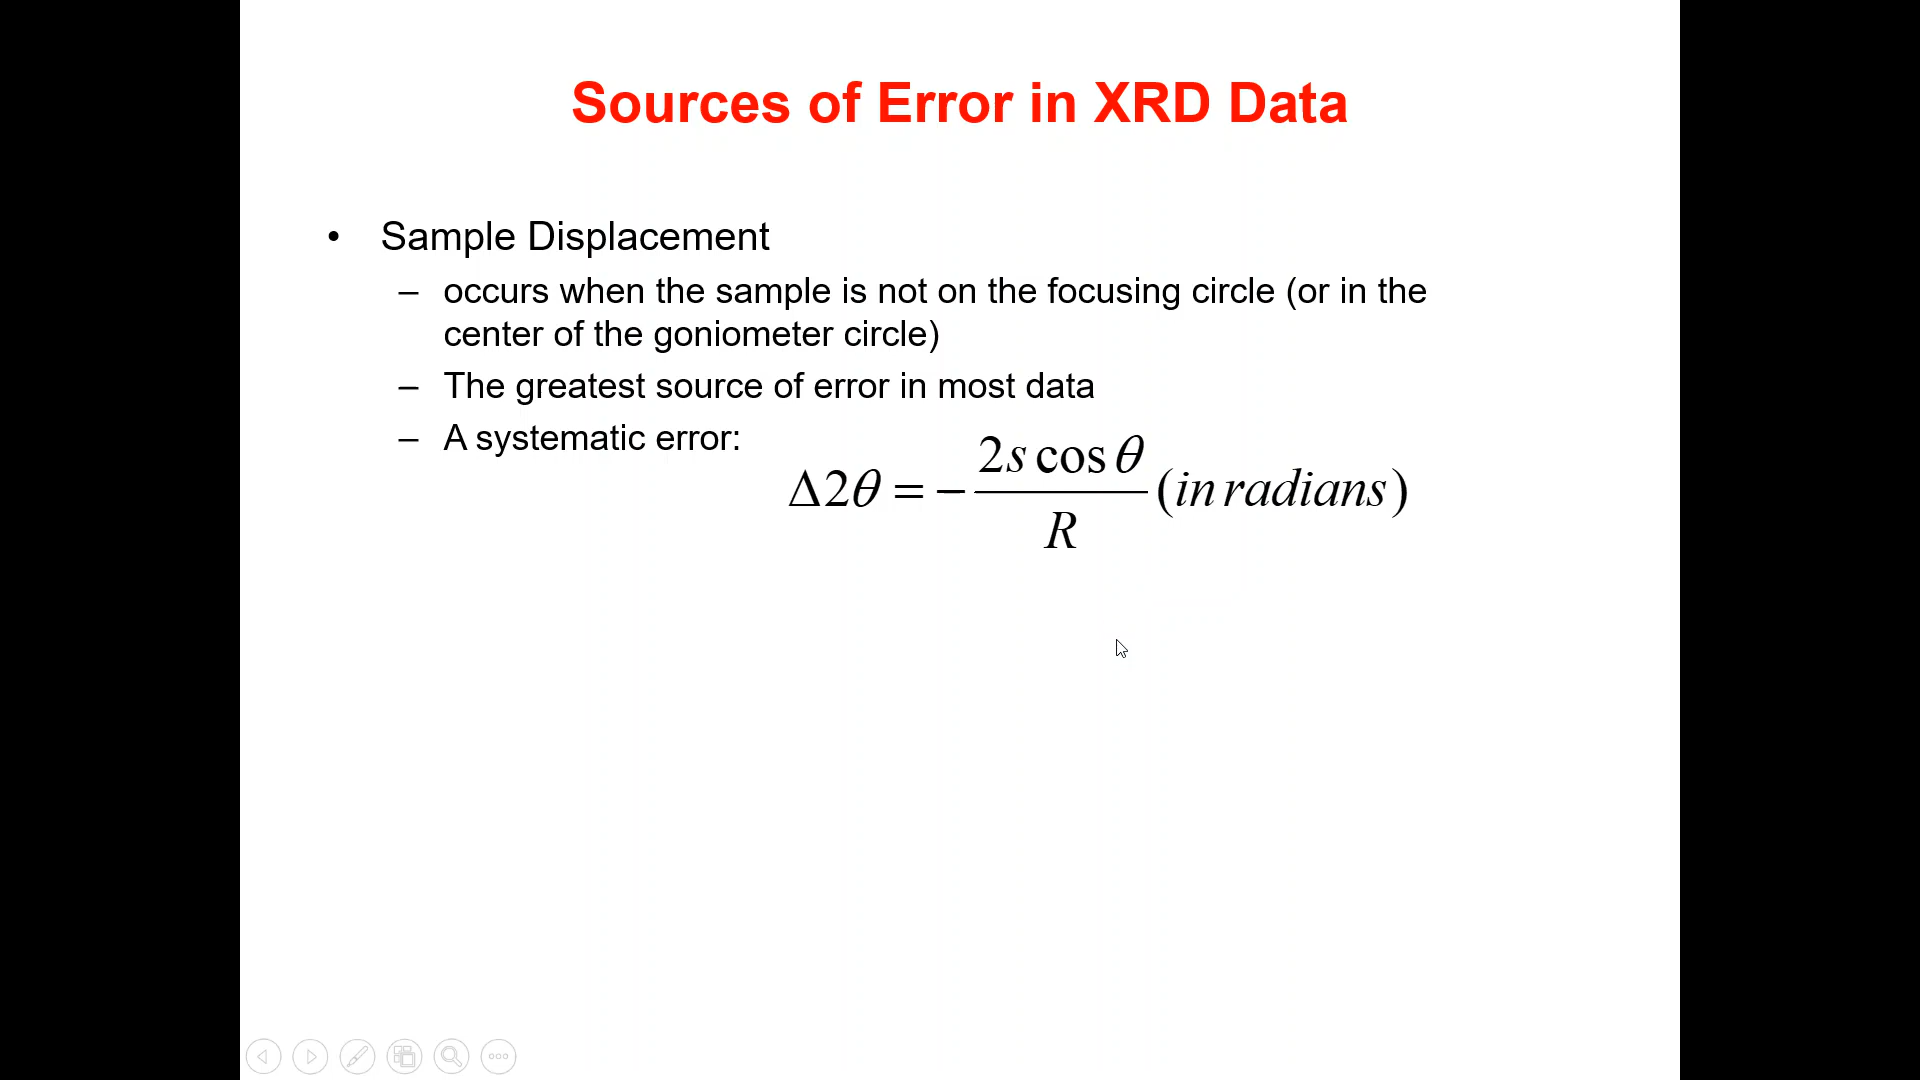 Sources of Error in XRD Data
• Sample Displacement
– occurs when the sample is not on the focusing circle (or in the
center of the goniometer circle)
– The greatest source of error in most data
– A systematic error:
Δ2θ = − 2s cos θ / R (in radians)